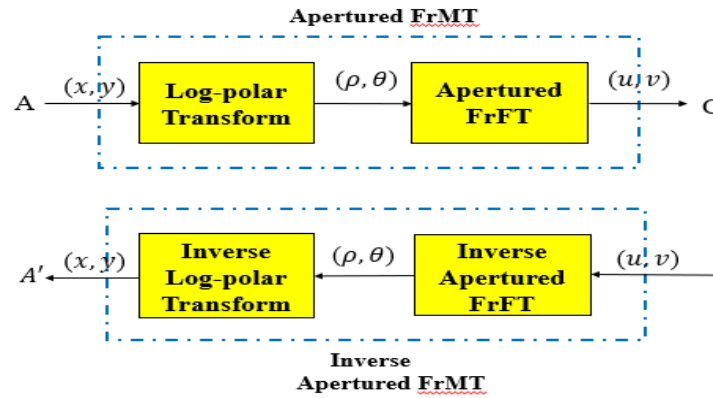 Apertured FrMT
A
(x, y)
Log-polar
Transform
(ρ, θ)
Apertured
FrFT
(u, v)
A′
(x, y)
Inverse
Log-polar
Transform
(ρ, θ)
Inverse
Apertured
FrFT
(u, v)
Inverse
Apertured FrMT